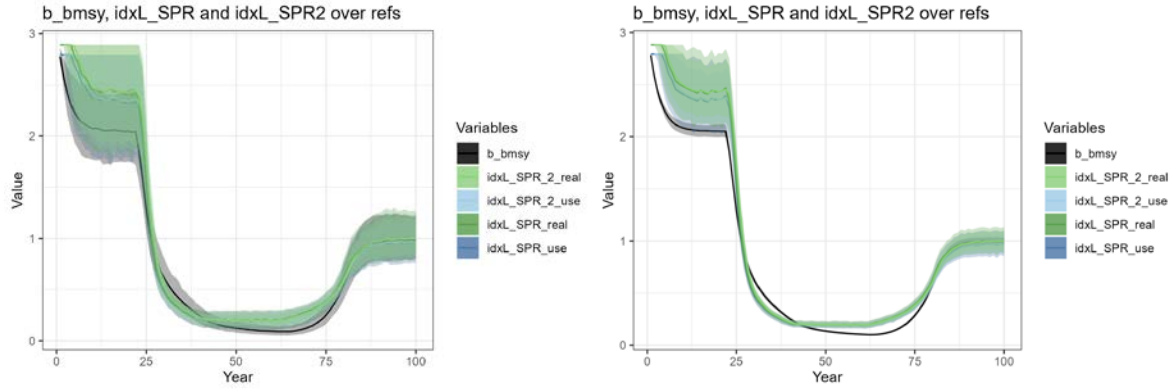 b_bmsy, idxL_SPR and idxL_SPR2 over refs
3
2
1
0
Value
0
25
50
75
100
Year
Variables
b_bmsy
idxL_SPR_2_real
idxL_SPR_2_use
idxL_SPR_real
idxL_SPR_use
b_bmsy, idxL_SPR and idxL_SPR2 over refs
3
2
1
0
Value
0
25
50
75
100
Year
Variables
b_bmsy
idxL_SPR_2_real
idxL_SPR_2_use
idxL_SPR_real
idxL_SPR_use